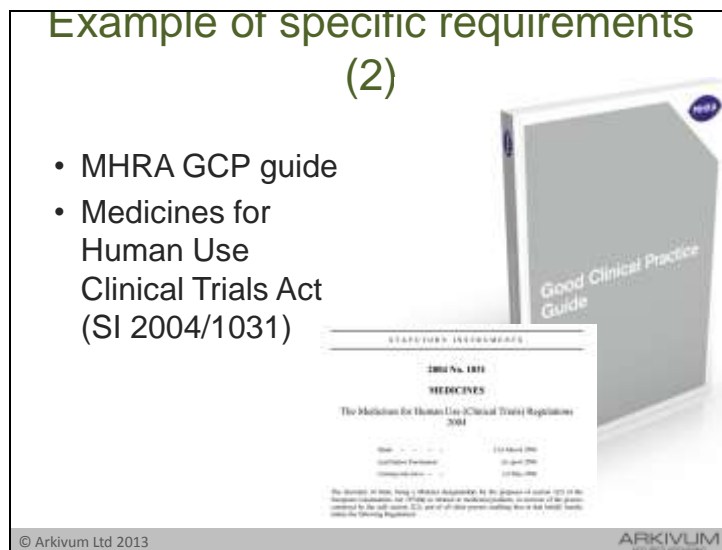 Example of specific requirements
(2)
• MHRA GCP guide
• Medicines for
Human Use
Clinical Trials Act
(SI 2004/1031)
MHRA
Good Clinical Practice
Guide
STATUTORY INSTRUMENTS
2004 No. 1031
MEDICINES
The Medicines for Human Use (Clinical Trials) Regulations
2004
© Arkivum Ltd 2013
ARKIVUM